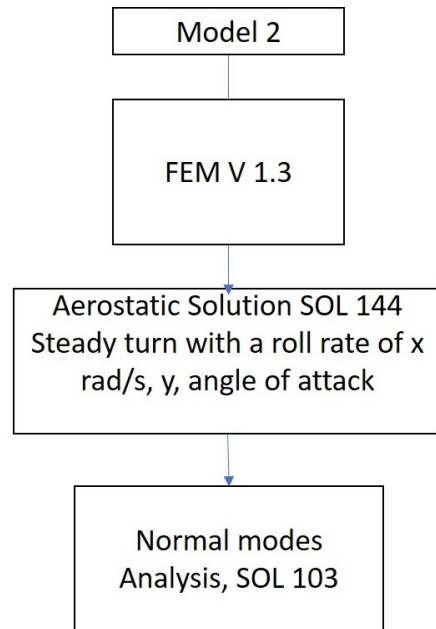 Model 2
FEM V 1.3
Aerostatic Solution SOL 144
Steady turn with a roll rate of x
rad/s, y, angle of attack
Normal modes
Analysis, SOL 103